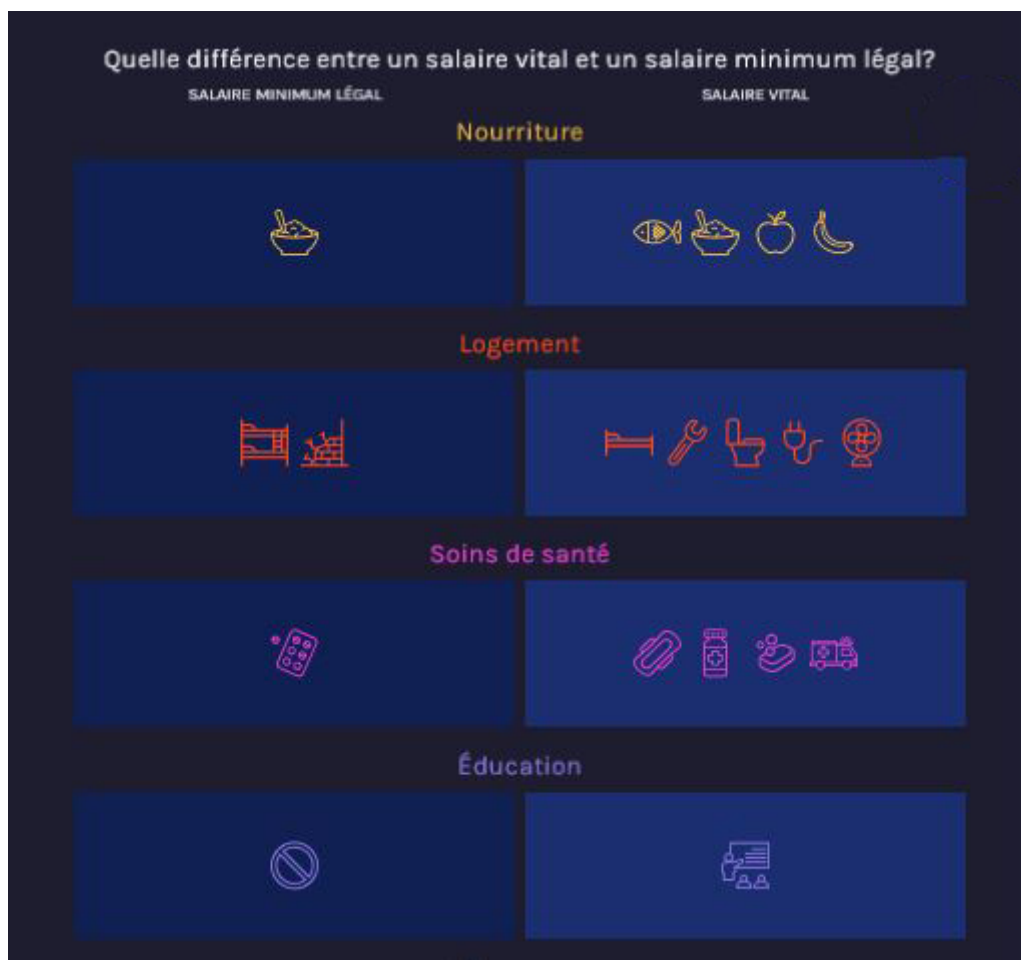 Quelle différence entre un salaire vital et un salaire minimum légal?
SALAIRE MINIMUM LÉGAL
SALAIRE VITAL
Nourriture
Logement
Soins de santé
Éducation